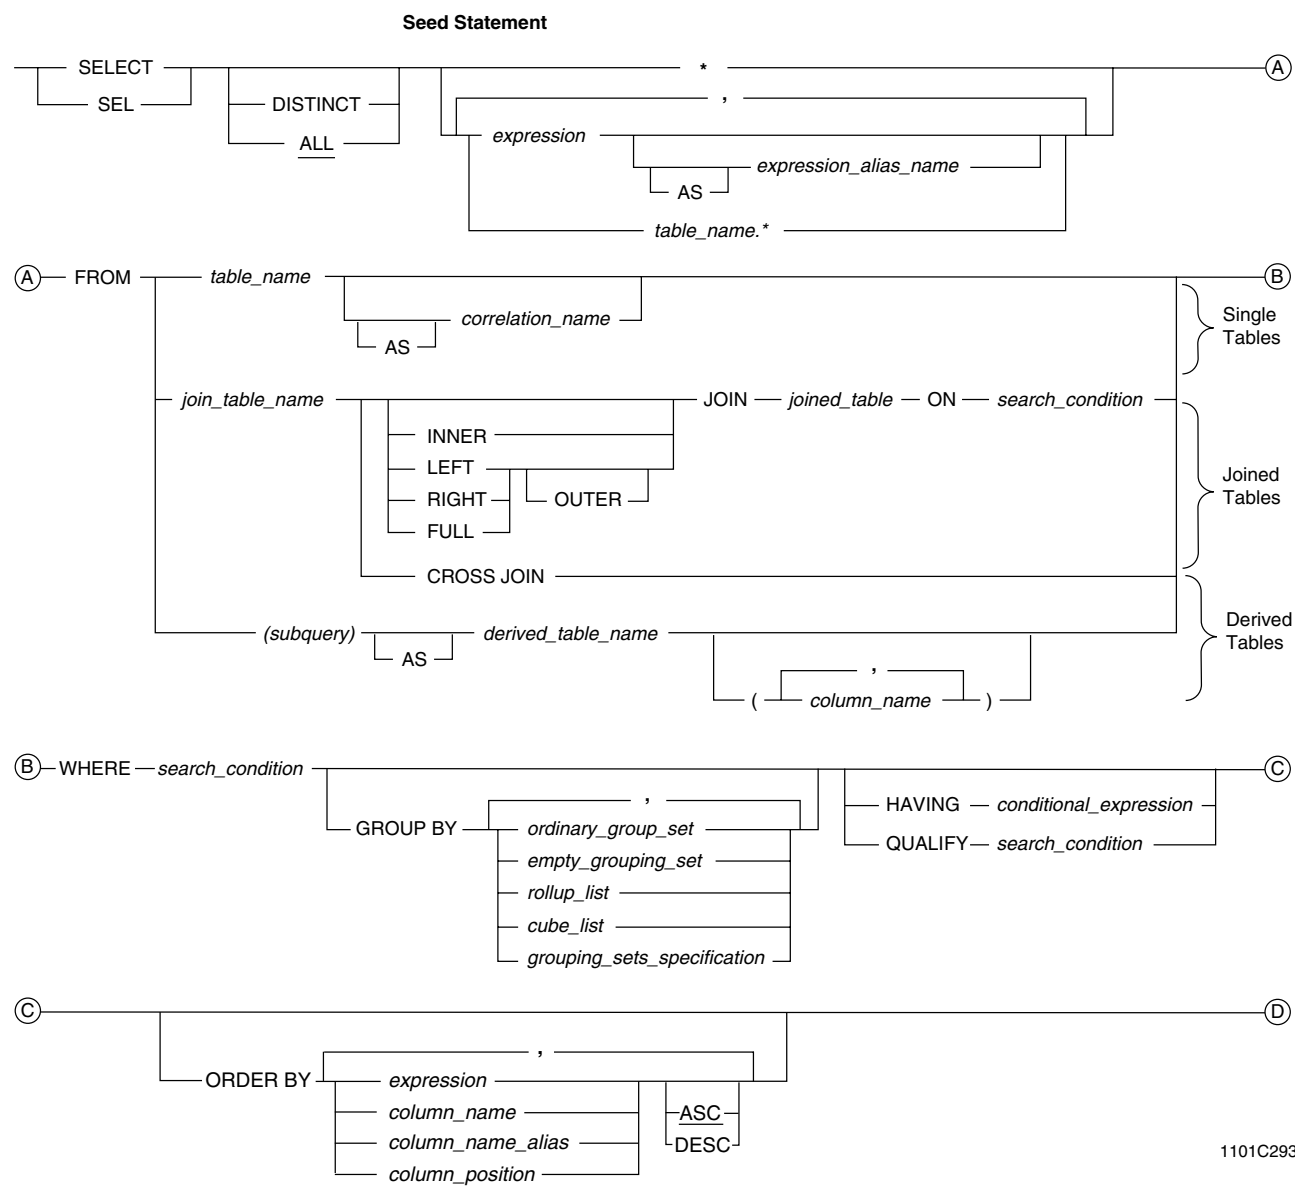 Seed Statement
SELECT * A
SEL DISTINCT ,
ALL expression
expression_alias_name
AS
table_name.*
A FROM table_name B
correlation_name Single
AS Tables
join_table_name JOIN joined_table ON search_condition
INNER
LEFT
RIGHT OUTER Joined
FULL Tables
CROSS JOIN
(subquery) derived_table_name Derived
AS Tables
,
( column_name )
B WHERE search_condition C
, HAVING conditional_expression
GROUP BY ordinary_group_set
QUALIFY search_condition
empty_grouping_set
rollup_list
cube_list
grouping_sets_specification
C D
,
ORDER BY expression
column_name ASC
column_name_alias DESC
column_position
1101C293